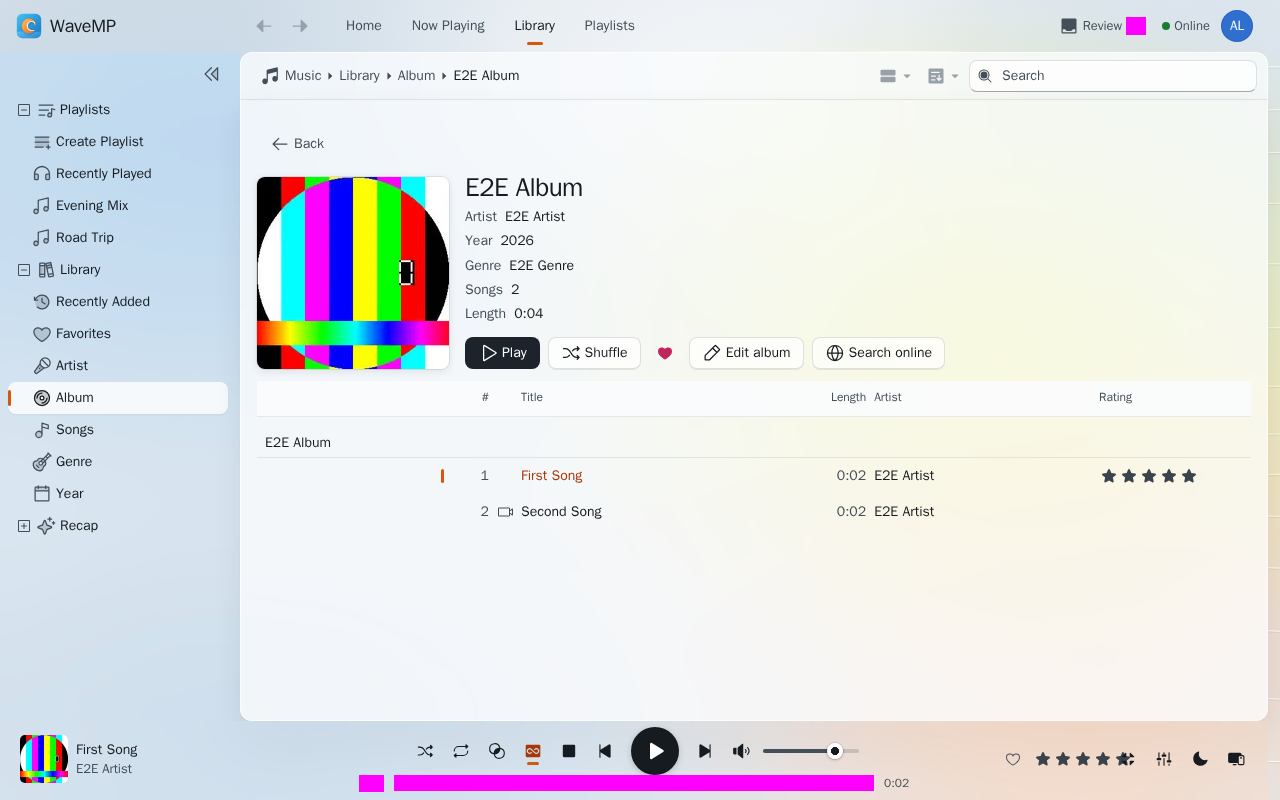 WaveMP
Home
Now Playing
Library
Playlists
Review
Online
AL
Playlists
Create Playlist
Recently Played
Evening Mix
Road Trip
Library
Recently Added
Favorites
Artist
Album
Songs
Genre
Year
Recap
Music
Library
Album
E2E Album
Search
Back
E2E Album
Artist E2E Artist
Year 2026
Genre E2E Genre
Songs 2
Length 0:04
Play
Shuffle
Edit album
Search online
# Title Length Artist Rating
E2E Album
1 First Song 0:02 E2E Artist
2 Second Song 0:02 E2E Artist
First Song
E2E Artist
0:02